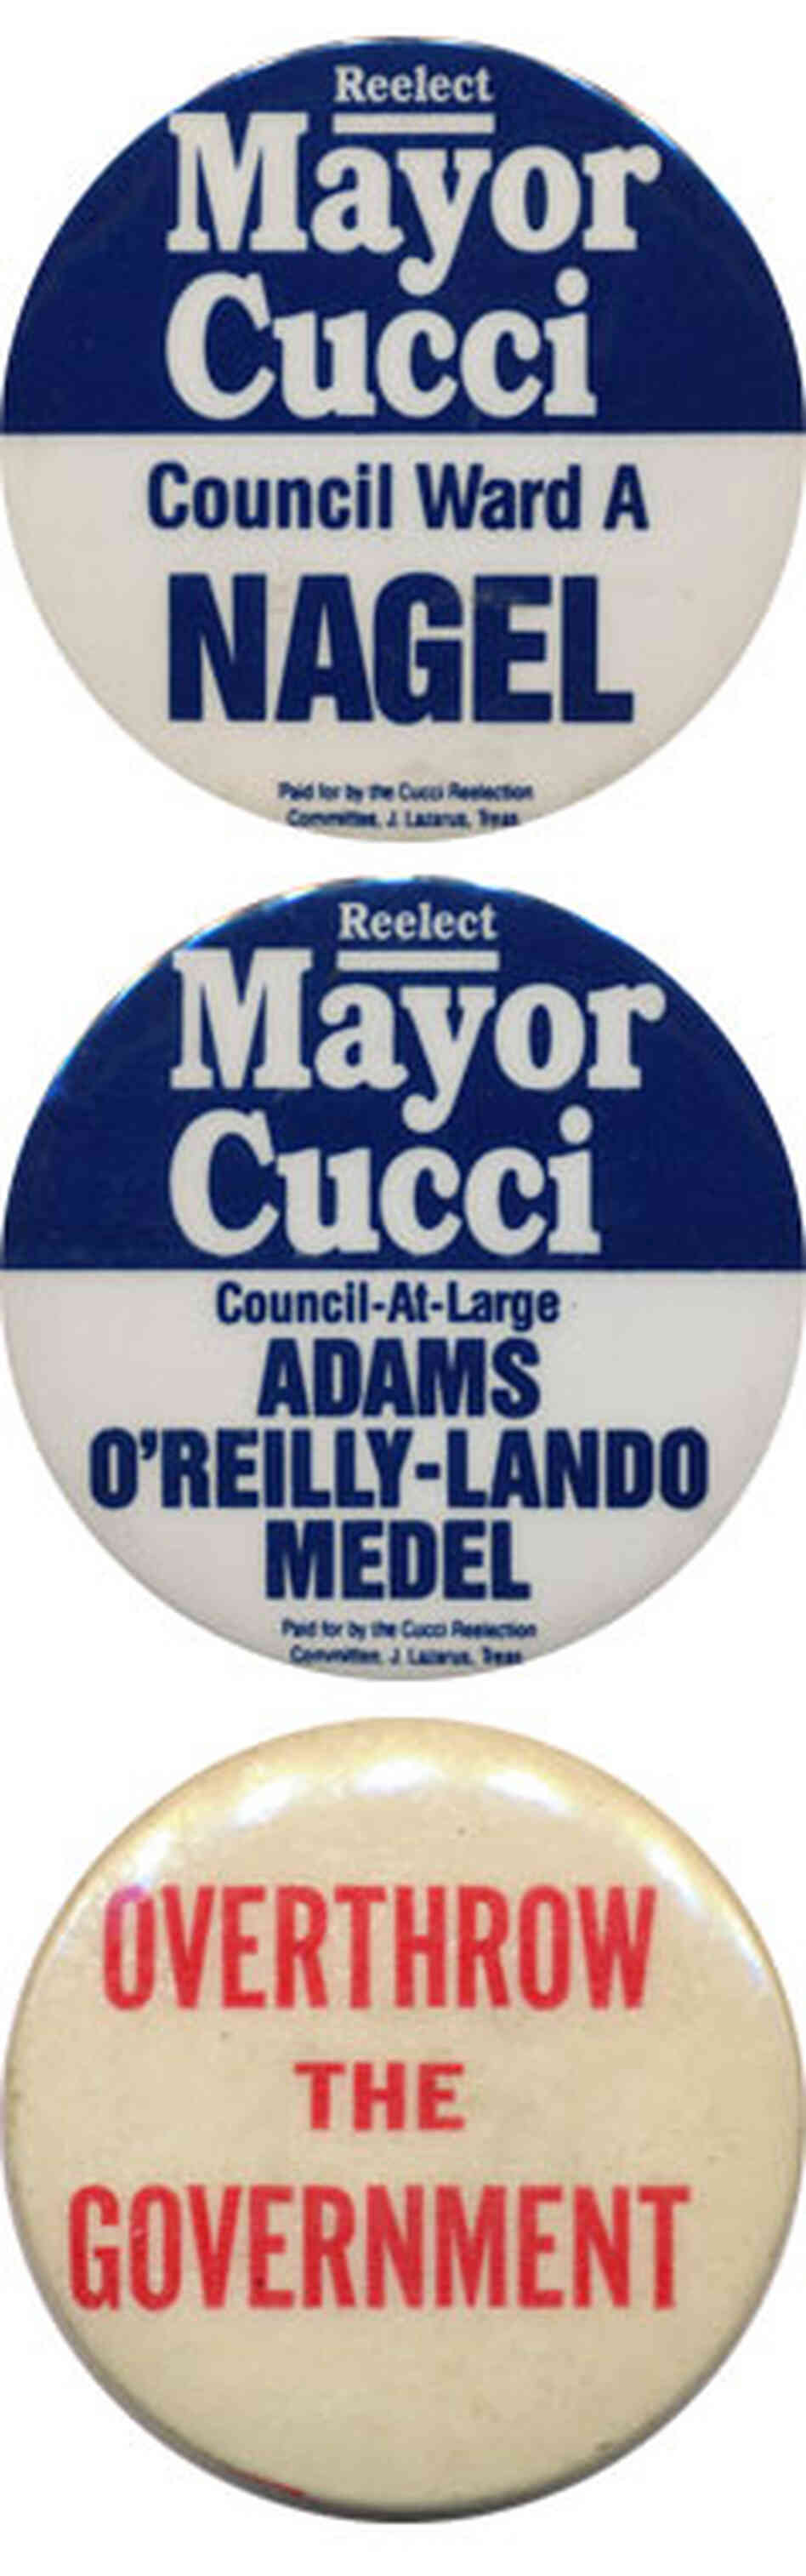 Reelect
Mayor
Cucci
Council Ward A
NAGEL
Paid for by the Cucci Reelection
Committee, J. Lazarus, Treas.
Reelect
Mayor
Cucci
Council-At-Large
ADAMS
O'REILLY-LANDO
MEDEL
Paid for by the Cucci Reelection
Committee, J. Lazarus, Treas.
OVERTHROW
THE
GOVERNMENT